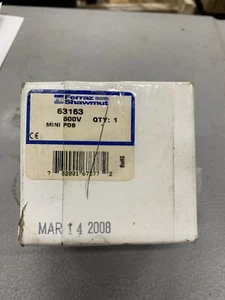 Ferraz
Shawmut
63163
600V QTY: 1
MINI PDB
CE
MAR 14 2008